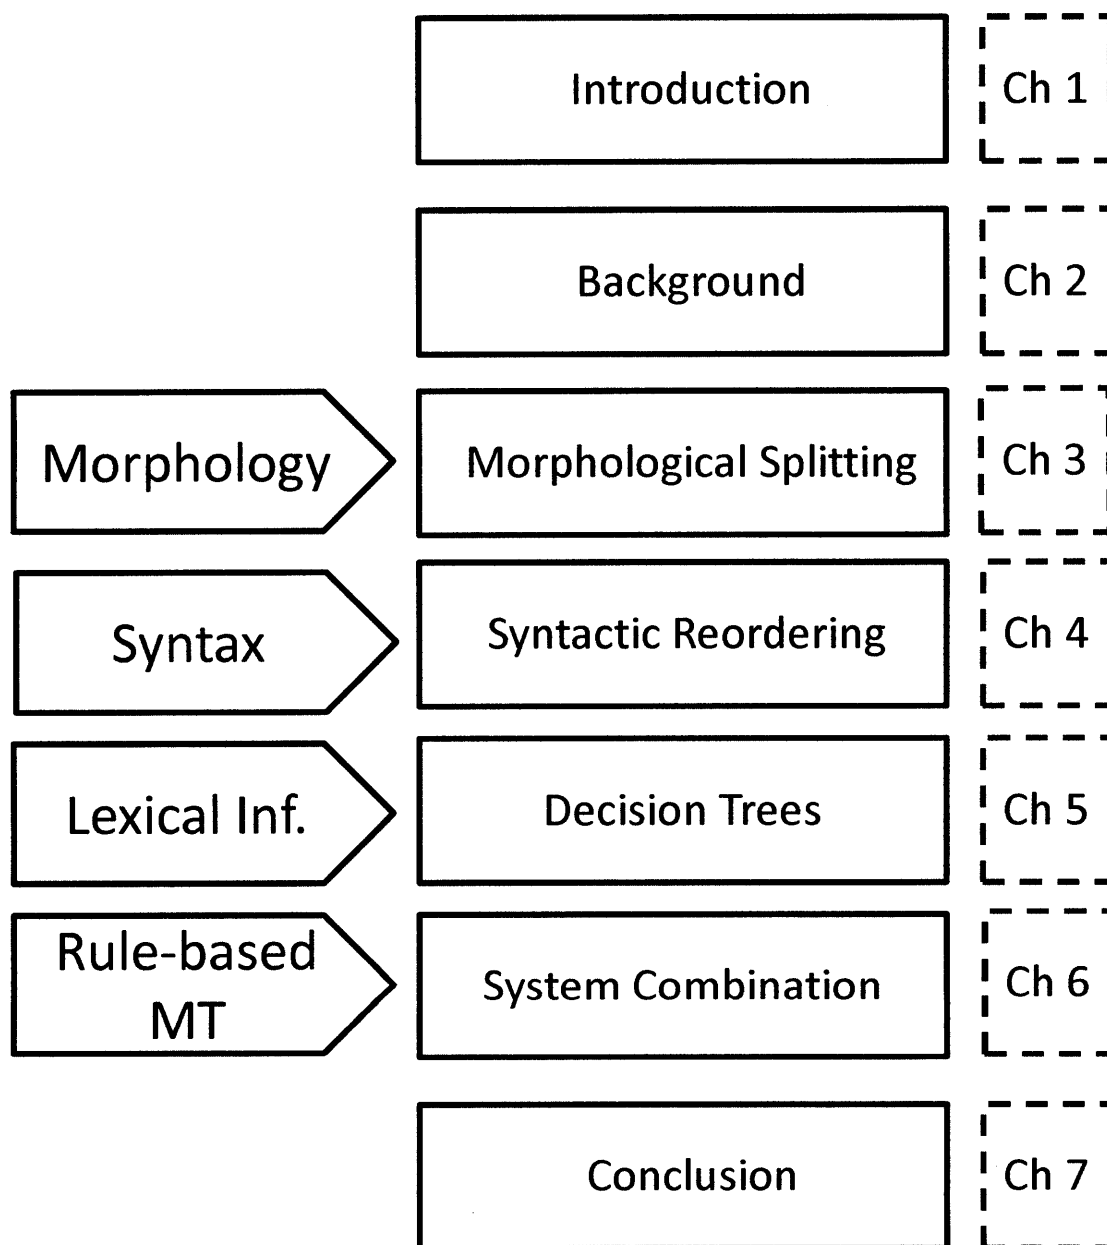 Introduction Ch 1
Background Ch 2
Morphology Morphological Splitting Ch 3
Syntax Syntactic Reordering Ch 4
Lexical Inf. Decision Trees Ch 5
Rule-based
MT System Combination Ch 6
Conclusion Ch 7